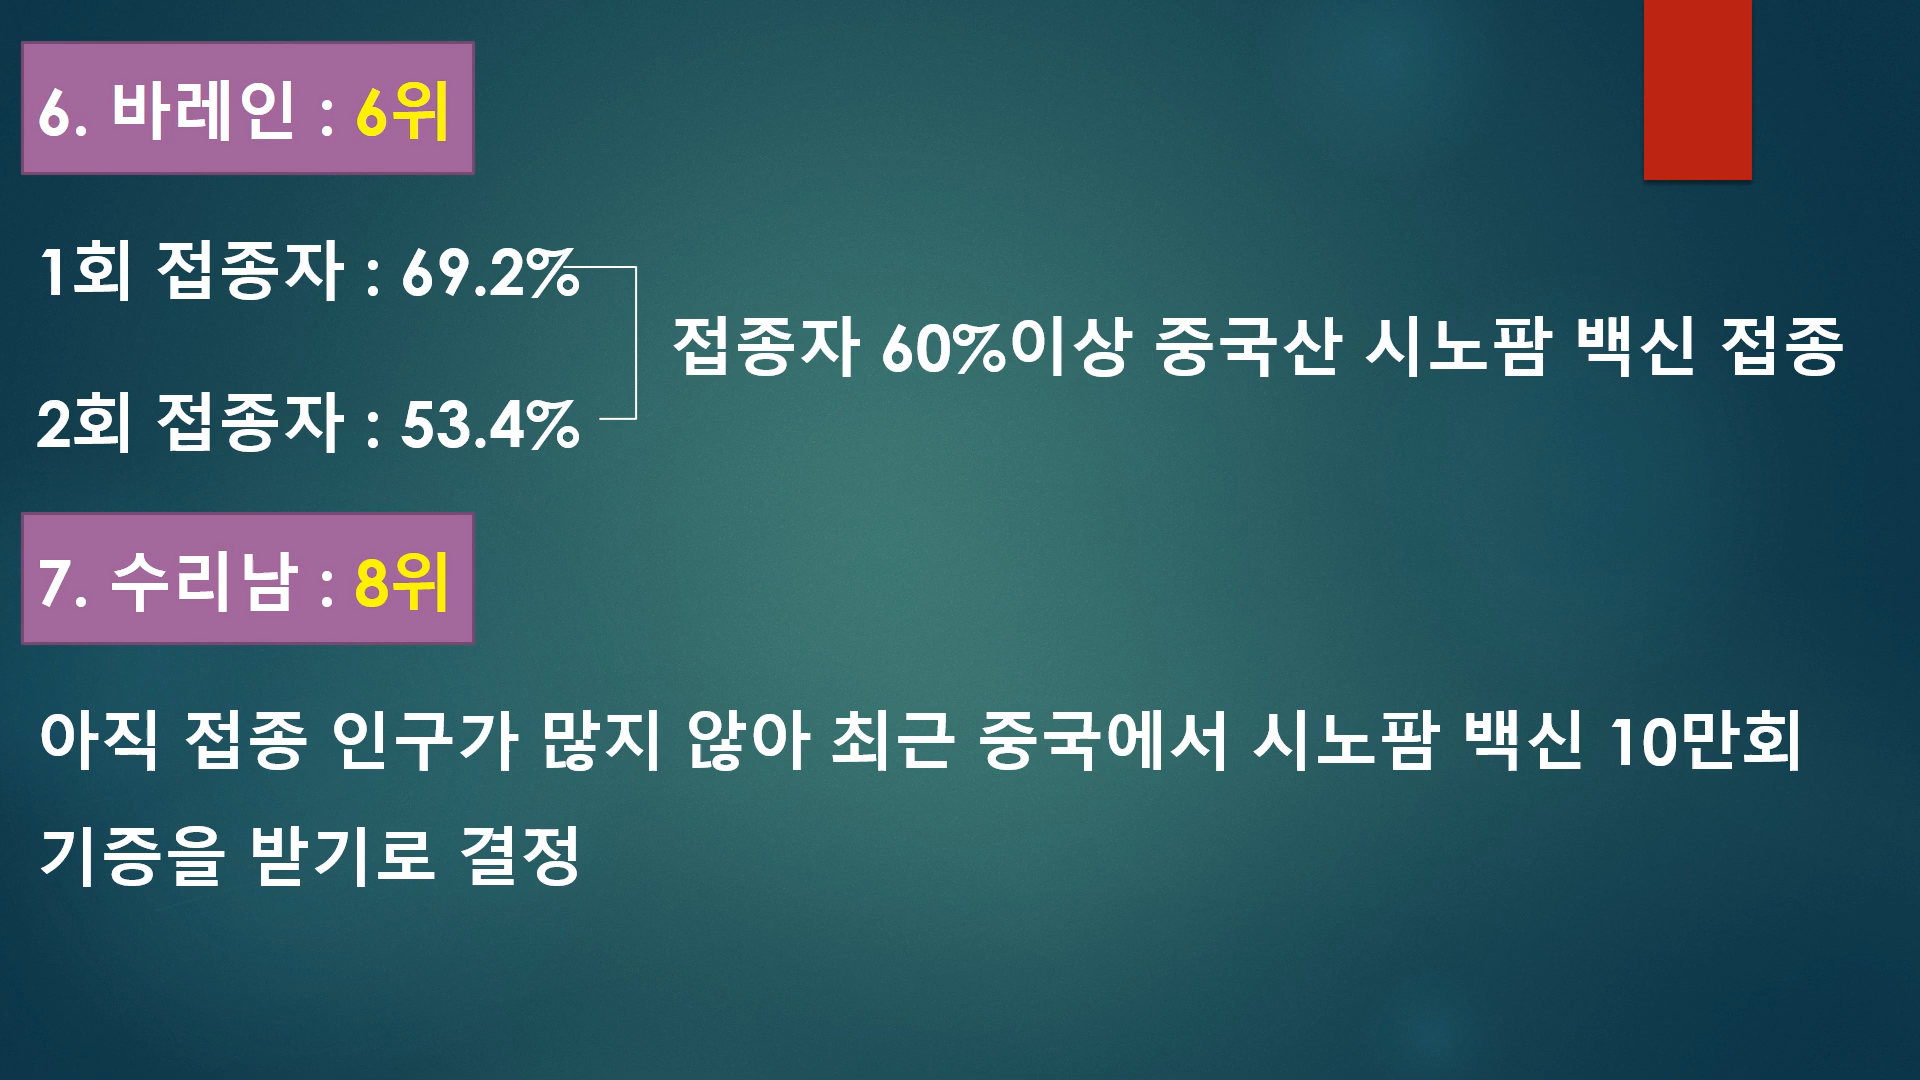 6. 바레인 : 6위
1회 접종자 : 69.2%
접종자 60%이상 중국산 시노팜 백신 접종
2회 접종자 : 53.4%
7. 수리남 : 8위
아직 접종 인구가 많지 않아 최근 중국에서 시노팜 백신 10만회
기증을 받기로 결정